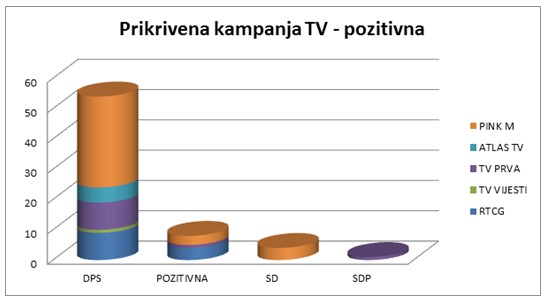 Prikrivena kampanja TV - pozitivna
60
50
40
30
20
10
0
DPS
POZITIVNA
SD
SDP
PINK M
ATLAS TV
TV PRVA
TV VIJESTI
RTCG